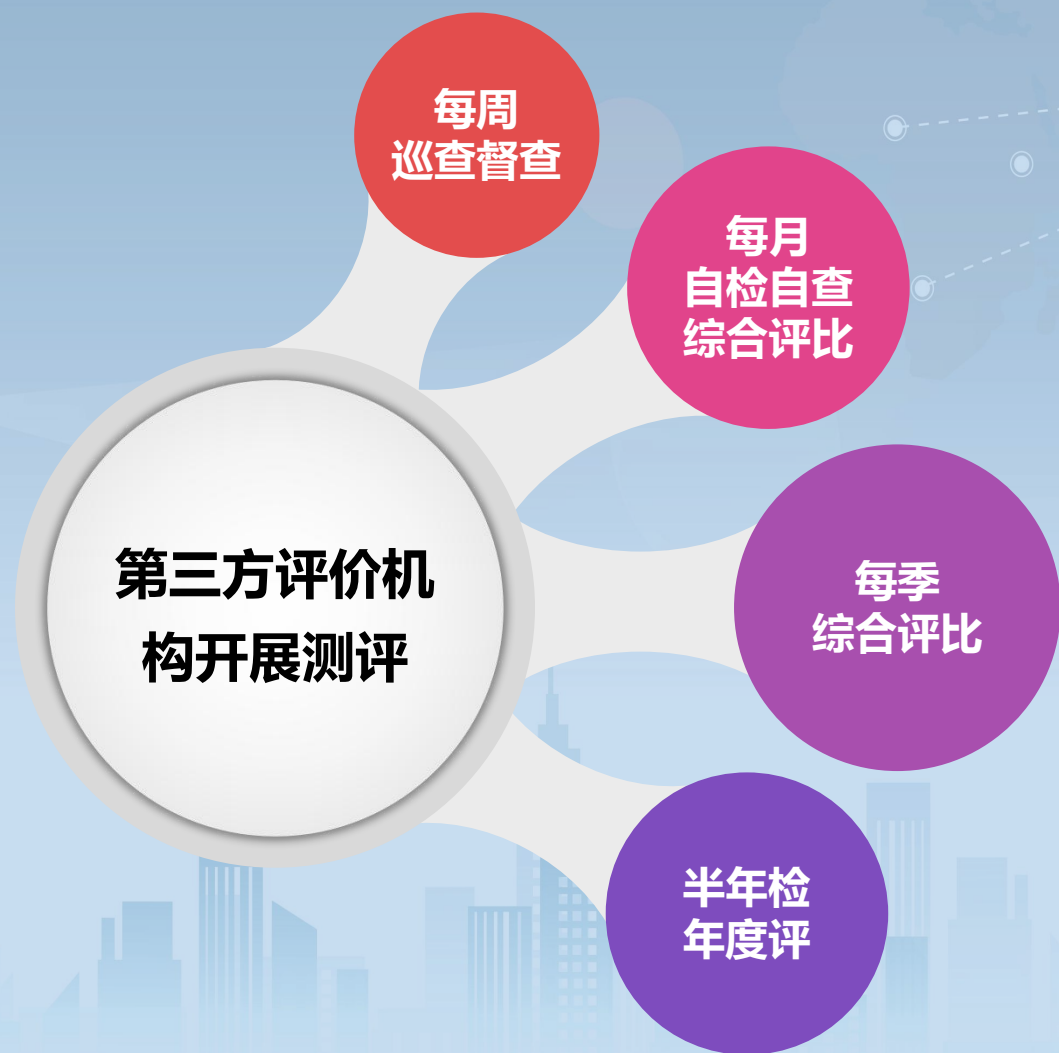 每周
巡查督查
每月
自检自查
综合评比
第三方评价机
构开展测评
每季
综合评比
半年检
年度评